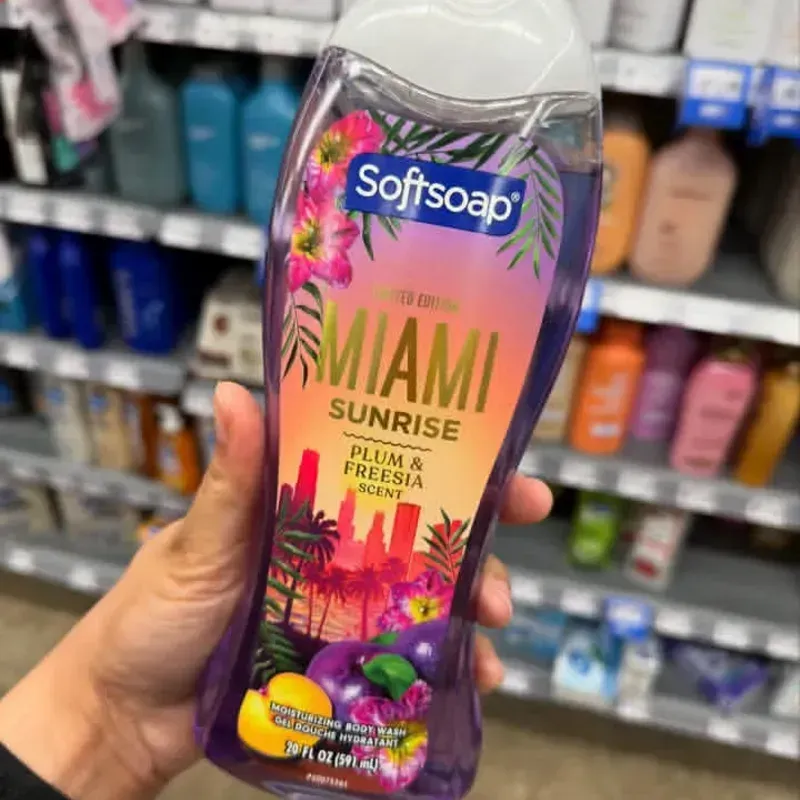 Softsoap®
LIMITED EDITION
MIAMI
SUNRISE
PLUM &
FREESIA
SCENT
MOISTURIZING BODY WASH
GEL DOUCHE HYDRATANT
20 FL OZ (591 mL)